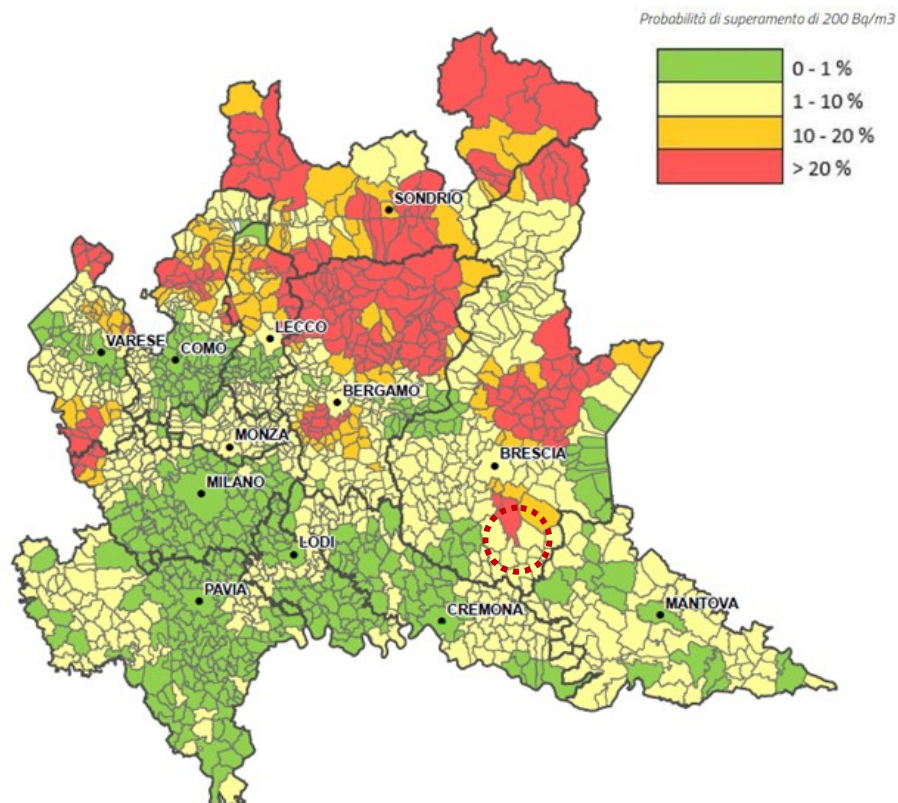 Probabilità di superamento di 200 Bq/m3
0 - 1 %
1 - 10 %
10 - 20 %
> 20 %
SONDRIO
LECCO
VARESE
COMO
BERGAMO
MONZA
BRESCIA
MILANO
LODI
PAVIA
CREMONA
MANTOVA